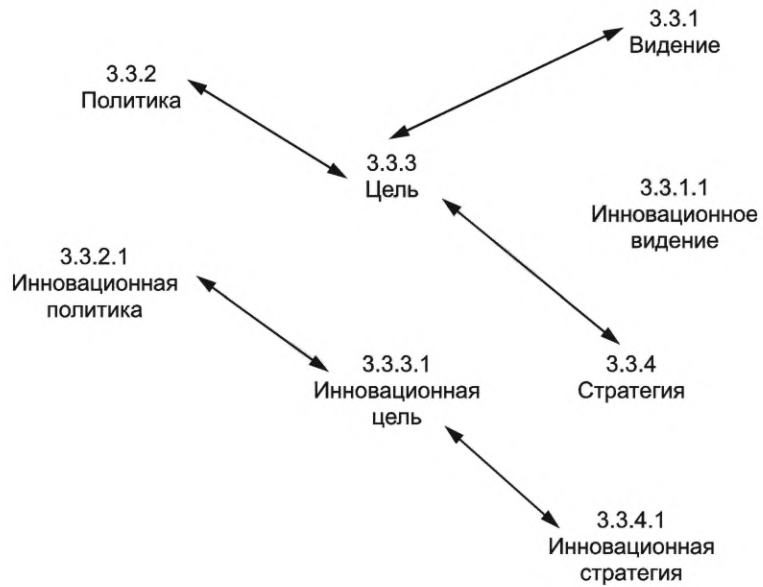 3.3.1
Видение
3.3.2
Политика
3.3.3
Цель
3.3.1.1
Инновационное
видение
3.3.2.1
Инновационная
политика
3.3.3.1
Инновационная
цель
3.3.4
Стратегия
3.3.4.1
Инновационная
стратегия